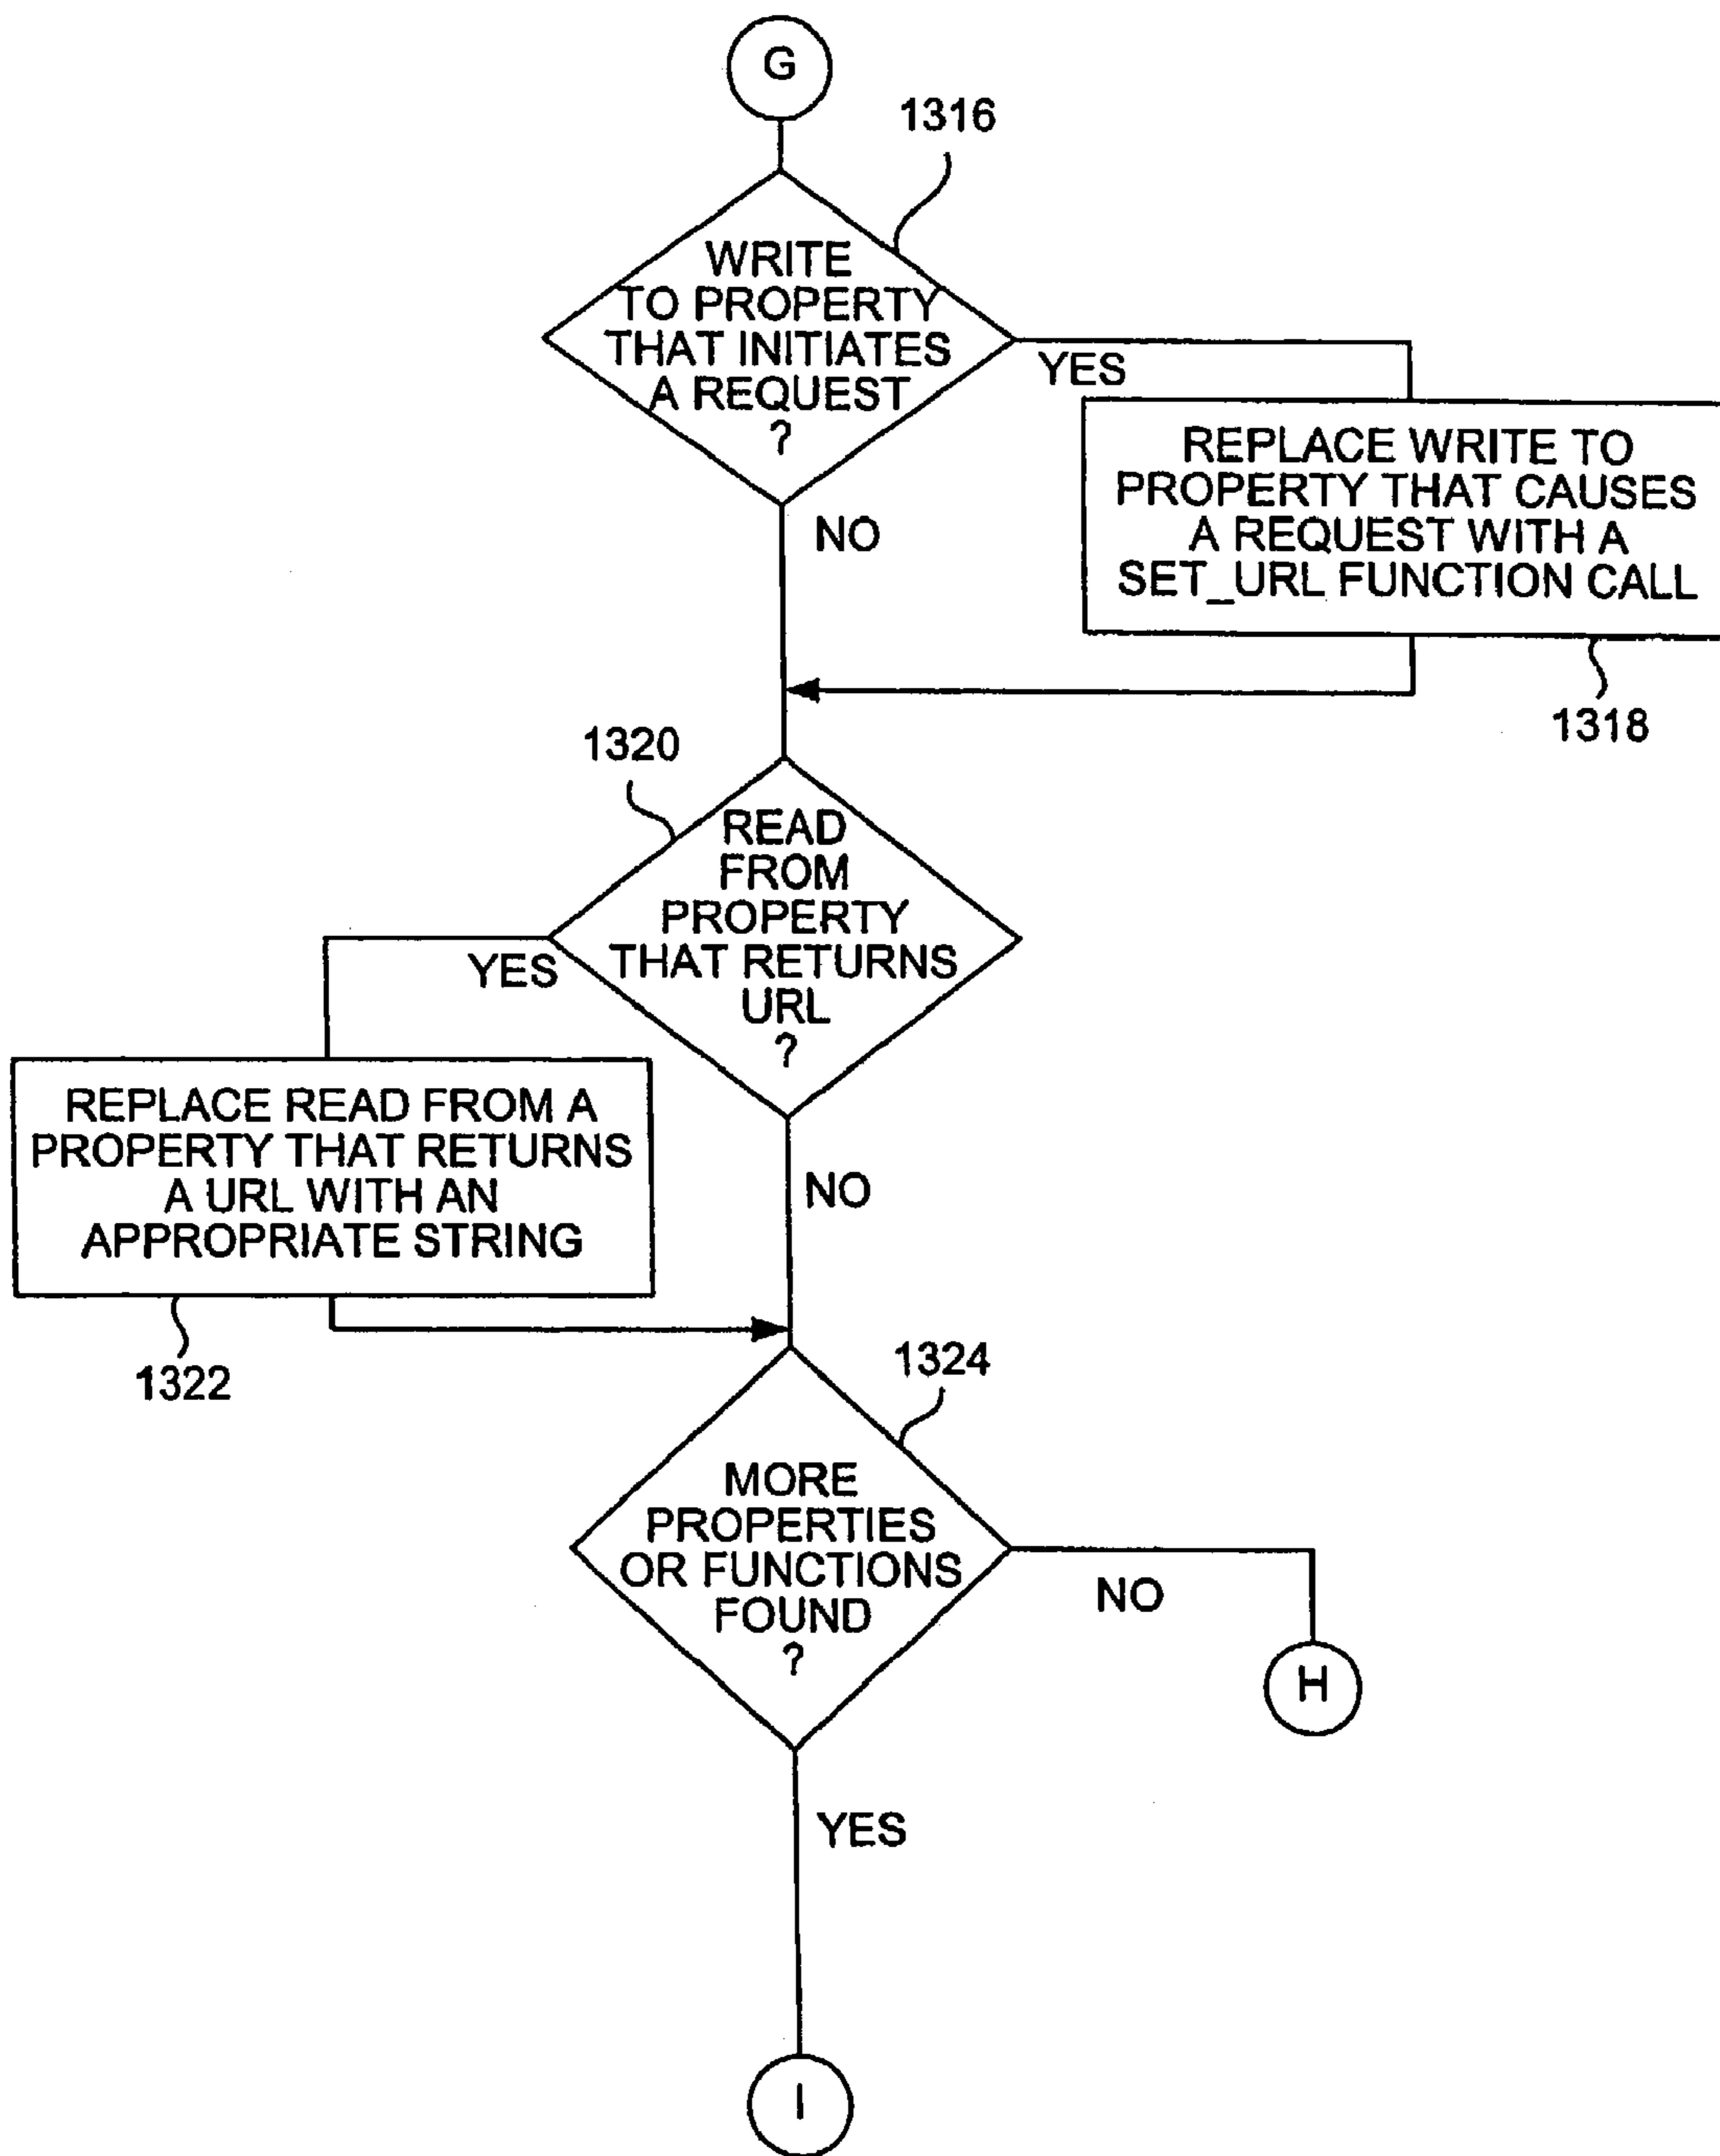 G
1316
WRITE
TO PROPERTY
THAT INITIATES
A REQUEST
?
YES
NO
REPLACE WRITE TO
PROPERTY THAT CAUSES
A REQUEST WITH A
SET_URL FUNCTION CALL
1318
1320
READ
FROM
PROPERTY
THAT RETURNS
URL
?
YES
NO
REPLACE READ FROM A
PROPERTY THAT RETURNS
A URL WITH AN
APPROPRIATE STRING
1322
1324
MORE
PROPERTIES
OR FUNCTIONS
FOUND
?
NO
H
YES
I